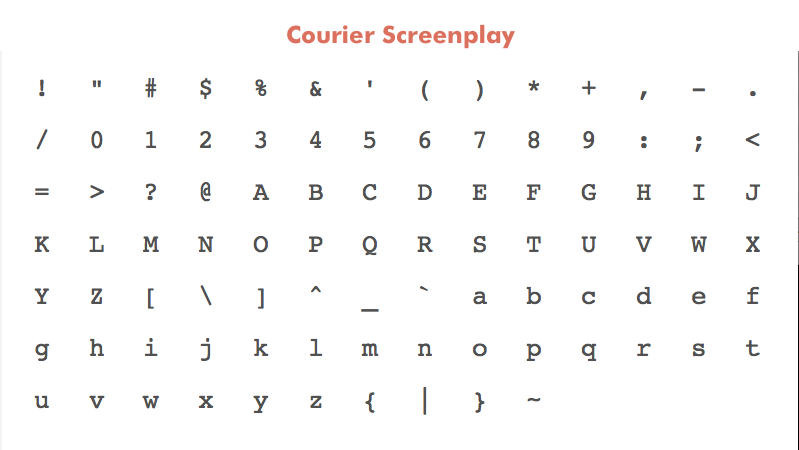 Courier Screenplay
! " # $ % & ' ( ) * + , - .
/ 0 1 2 3 4 5 6 7 8 9 : ; <
= > ? @ A B C D E F G H I J
K L M N O P Q R S T U V W X
Y Z [ \ ] ^ _ ` a b c d e f
g h i j k l m n o p q r s t
u v w x y z { | } ~